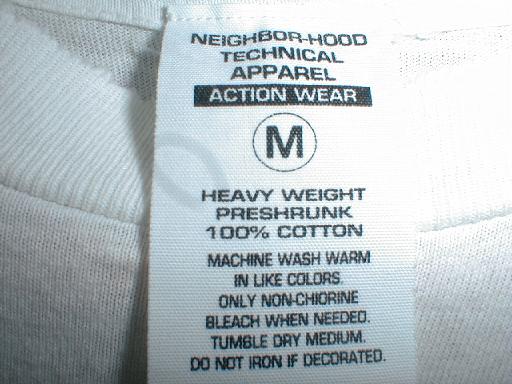 NEIGHBOR-HOOD
TECHNICAL
APPAREL
ACTION WEAR
M
HEAVY WEIGHT
PRESHRUNK
100% COTTON
MACHINE WASH WARM
IN LIKE COLORS.
ONLY NON-CHIORINE
BLEACH WHEN NEEDED.
TUMBLE DRY MEDIUM.
DO NOT IRON IF DECORATED.